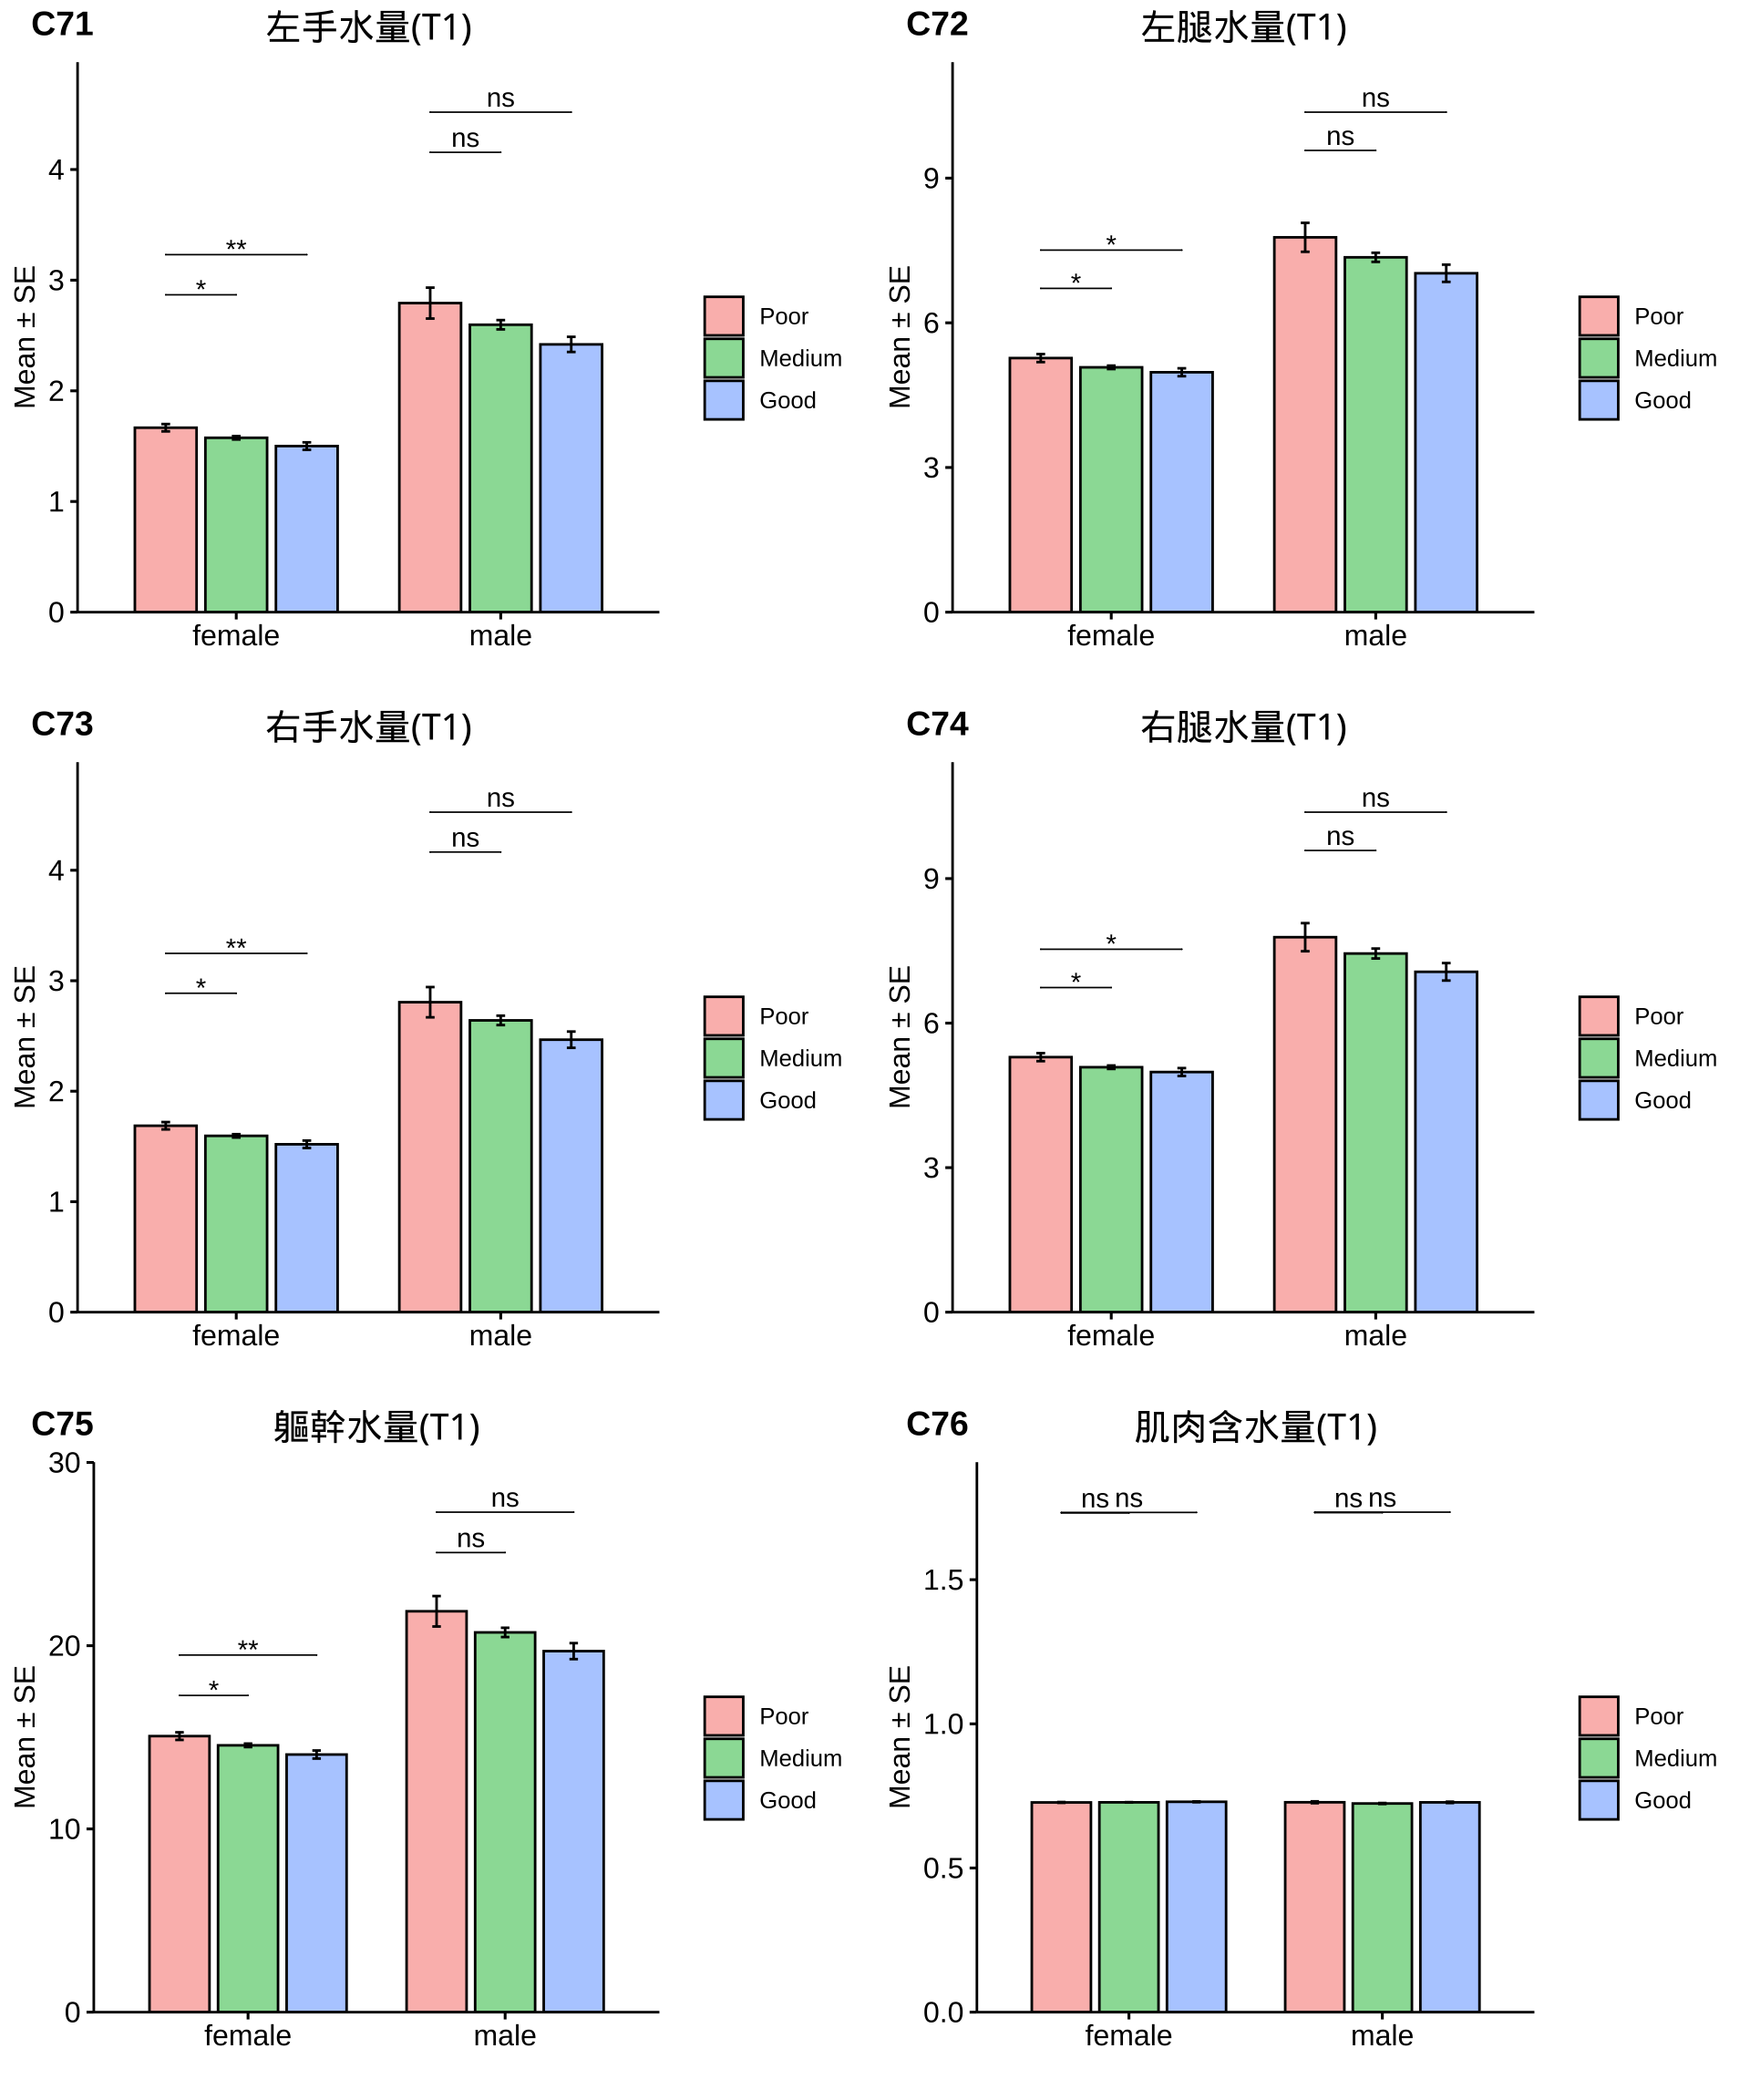 C71 左手水量(T1)
ns
ns
**
*
4
3
2
1
0
Mean ± SE
female male
Poor
Medium
Good
C72 左腿水量(T1)
ns
ns
*
*
9
6
3
0
Mean ± SE
female male
Poor
Medium
Good
C73 右手水量(T1)
ns
ns
**
*
4
3
2
1
0
Mean ± SE
female male
Poor
Medium
Good
C74 右腿水量(T1)
ns
ns
*
*
9
6
3
0
Mean ± SE
female male
Poor
Medium
Good
C75 軀幹水量(T1)
ns
ns
**
*
30
20
10
0
Mean ± SE
female male
Poor
Medium
Good
C76 肌肉含水量(T1)
ns ns ns ns
1.5
1.0
0.5
0.0
Mean ± SE
female male
Poor
Medium
Good